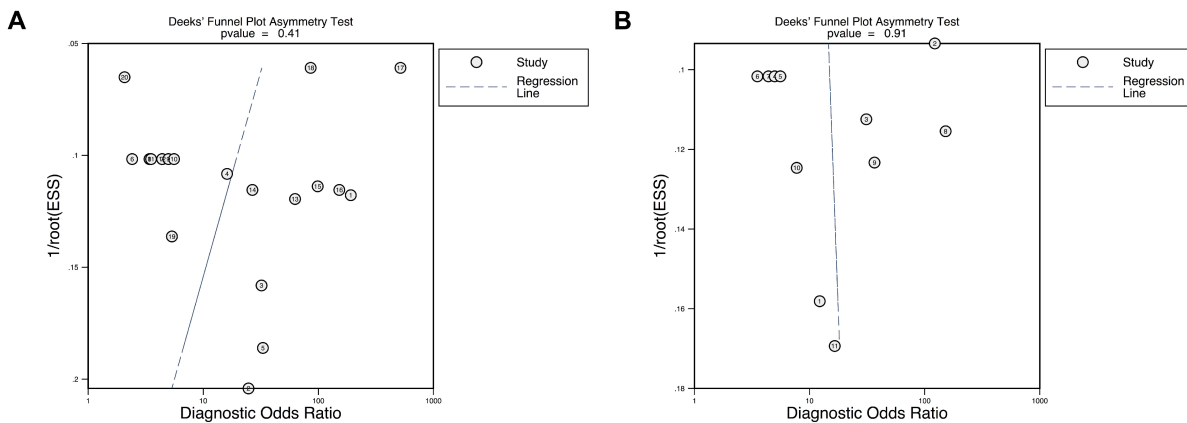 A
Deeks' Funnel Plot Asymmetry Test
pvalue = 0.41
.05
.1
.15
.2
1/root(ESS)
1
10
100
1000
Diagnostic Odds Ratio
20
18
17
6
10
4
14
13
15
16
1
19
3
5
2
Study
Regression
Line
B
Deeks' Funnel Plot Asymmetry Test
pvalue = 0.91
.1
.12
.14
.16
.18
1/root(ESS)
1
10
100
1000
Diagnostic Odds Ratio
2
6
5
3
8
9
10
1
11
Study
Regression
Line